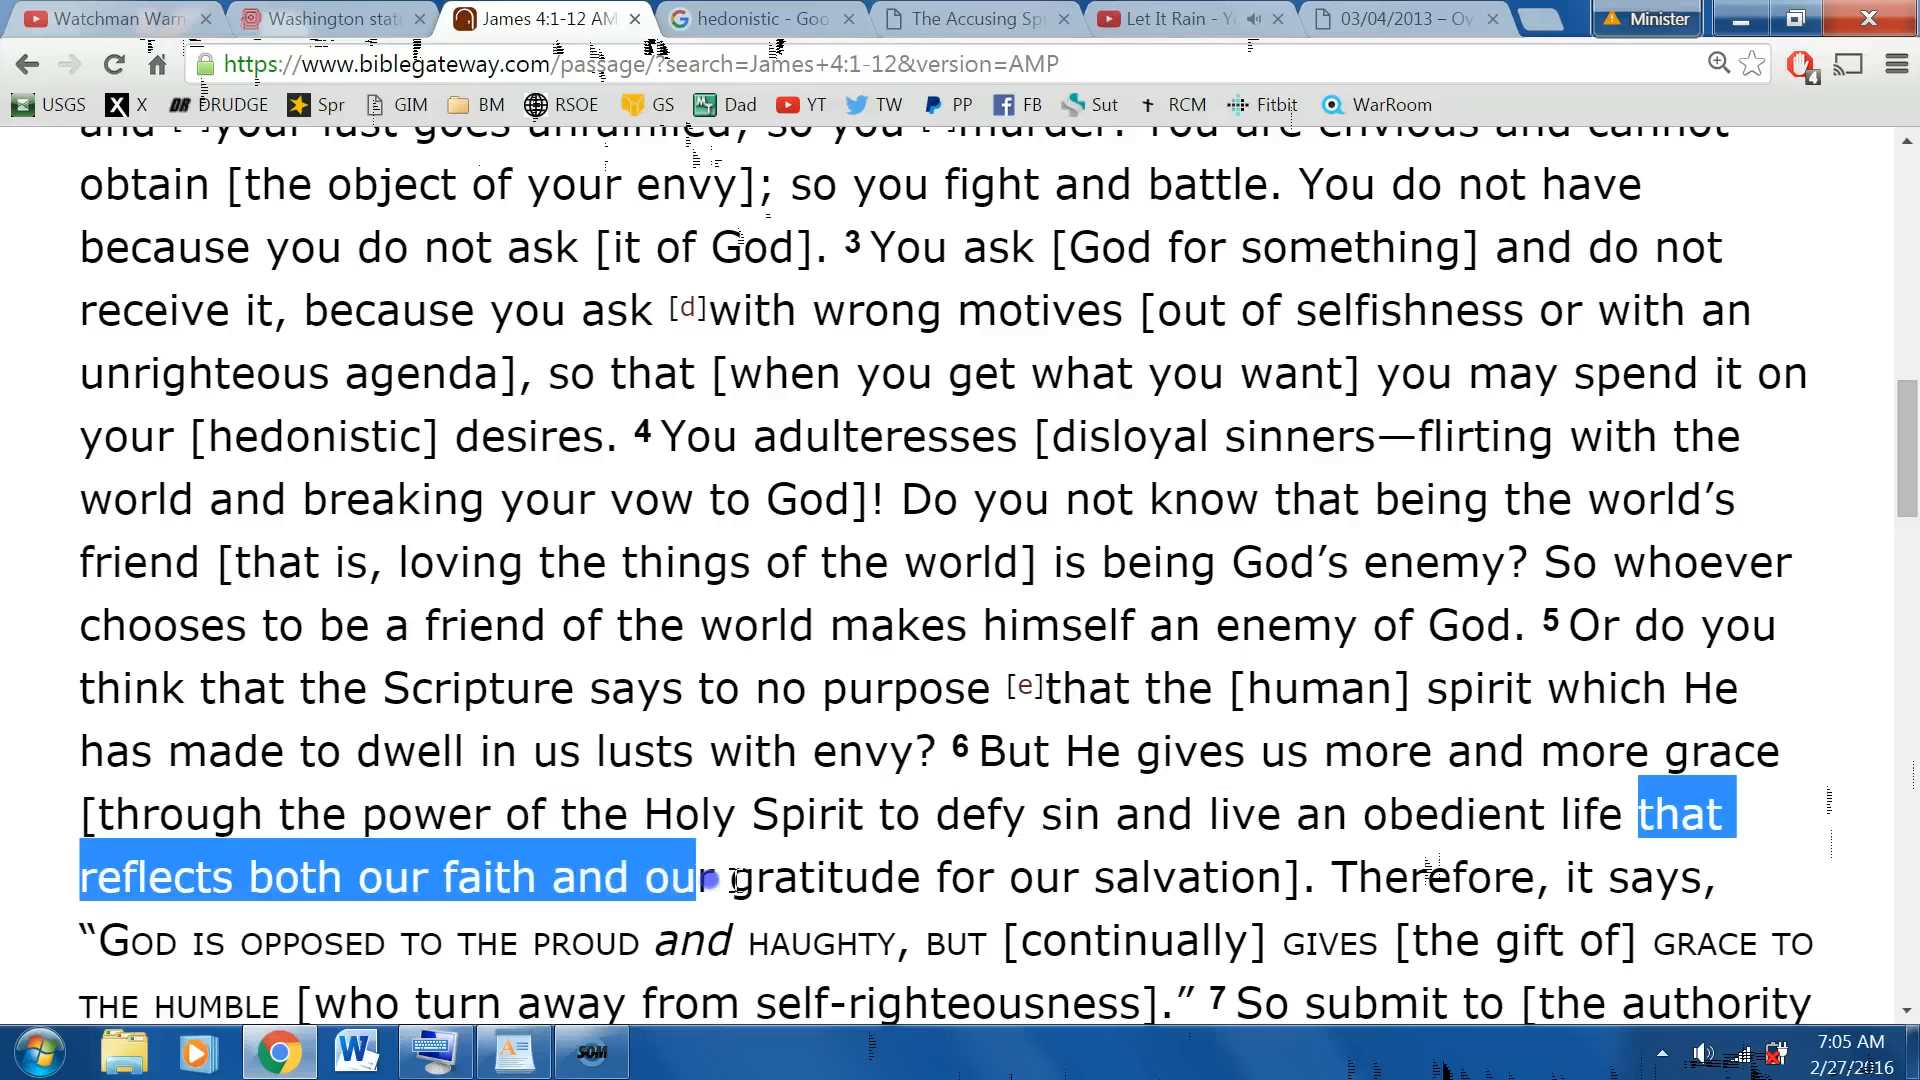 Watchman Warn
Washington stat
James 4:1-12 AM
hedonistic - Goo
The Accusing Sp
Let It Rain - Y
03/04/2013 – Ov
Minister
https://www.biblegateway.com/passage/?search=James+4:1-12&version=AMP
4
USGS X DRUDGE Spr GIM BM RSOE GS Dad YT TW PP FB Sut RCM Fitbit WarRoom
obtain [the object of your envy]; so you fight and battle. You do not have
because you do not ask [it of God]. 3 You ask [God for something] and do not
receive it, because you ask [d]with wrong motives [out of selfishness or with an
unrighteous agenda], so that [when you get what you want] you may spend it on
your [hedonistic] desires. 4 You adulteresses [disloyal sinners—flirting with the
world and breaking your vow to God]! Do you not know that being the world’s
friend [that is, loving the things of the world] is being God’s enemy? So whoever
chooses to be a friend of the world makes himself an enemy of God. 5 Or do you
think that the Scripture says to no purpose [e]that the [human] spirit which He
has made to dwell in us lusts with envy? 6 But He gives us more and more grace
[through the power of the Holy Spirit to defy sin and live an obedient life that
reflects both our faith and our gratitude for our salvation]. Therefore, it says,
“God is opposed to the proud and haughty, but [continually] gives [the gift of] grace to
the humble [who turn away from self-righteousness].” 7 So submit to [the authority
SOM
7:05 AM
2/27/2016